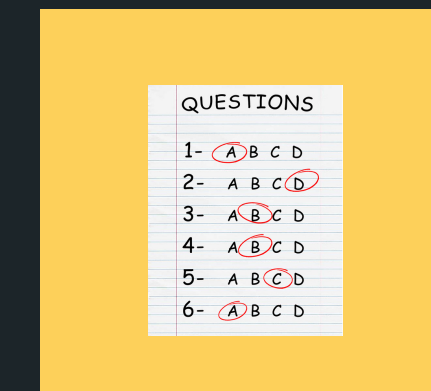 QUESTIONS
1- A B C D
2- A B C D
3- A B C D
4- A B C D
5- A B C D
6- A B C D